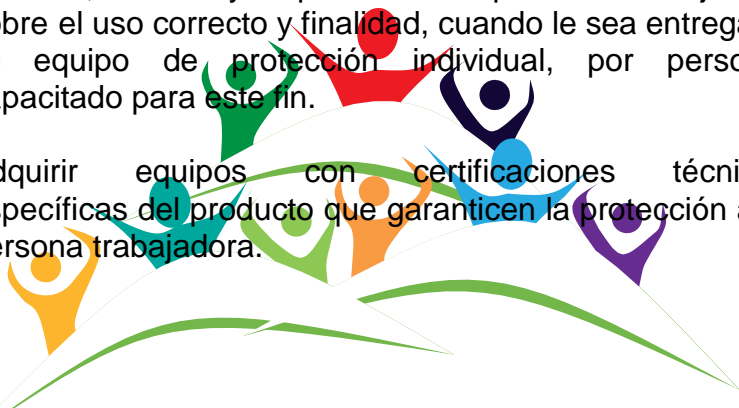 obre el uso correcto y finalidad, cuando le sea entrega
equipo de protección individual, por perso
pacitado para este fin.
dquirir equipos con certificaciones técni
specíficas del producto que garanticen la protección a
ersona trabajadora.